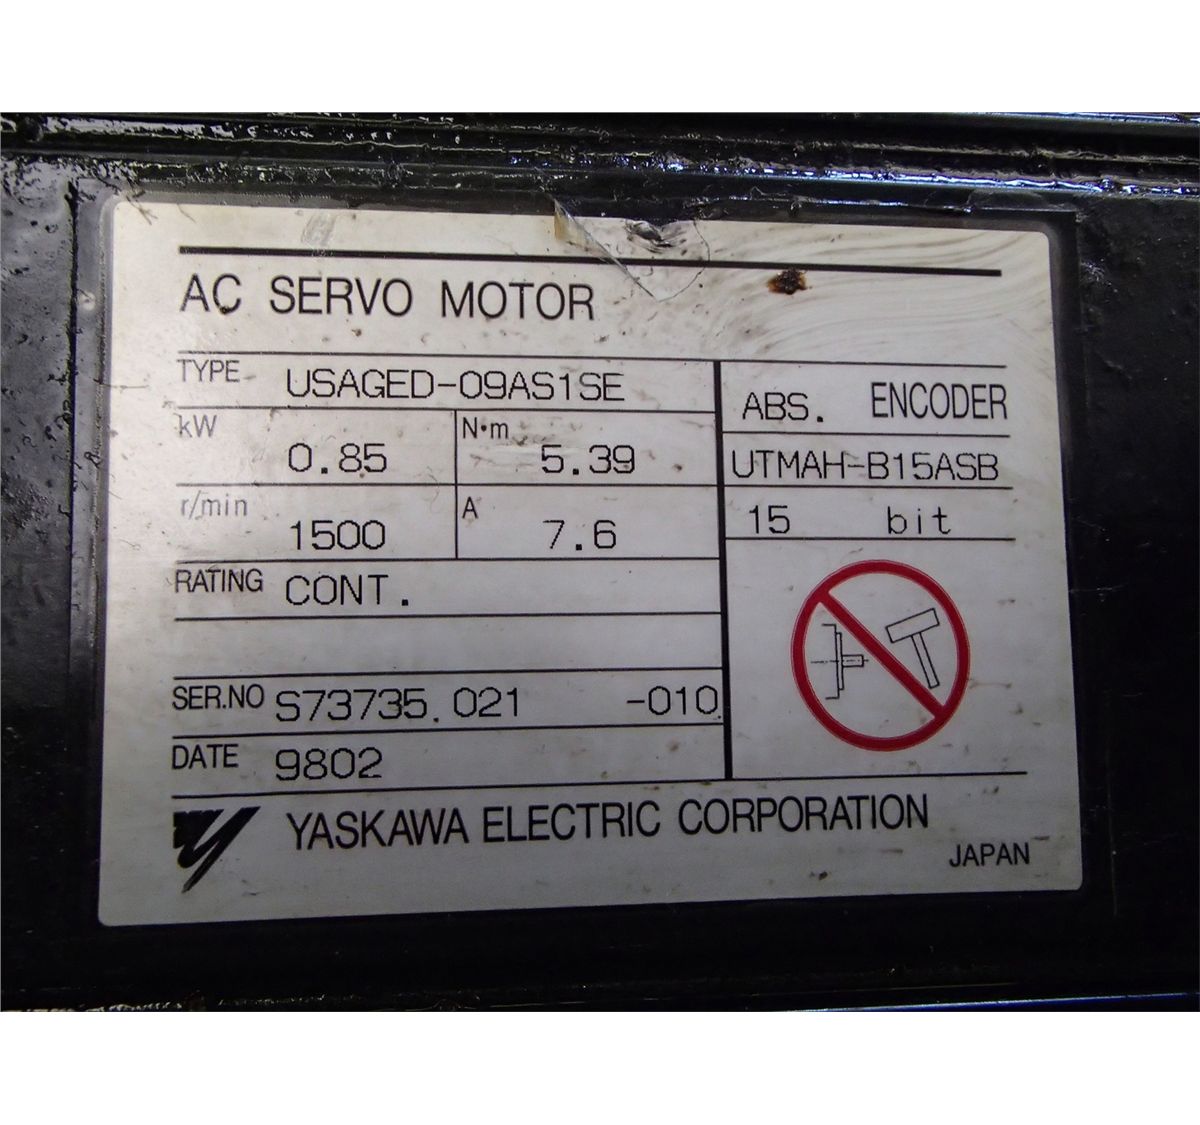 AC SERVO MOTOR
TYPE USAGED-09AS1SE
kW 0.85 N•m 5.39
r/min 1500 A 7.6
RATING CONT.
SER.NO S73735.021 -010
DATE 9802
ABS. ENCODER
UTMAH-B15ASB
15 bit
YASKAWA ELECTRIC CORPORATION
JAPAN